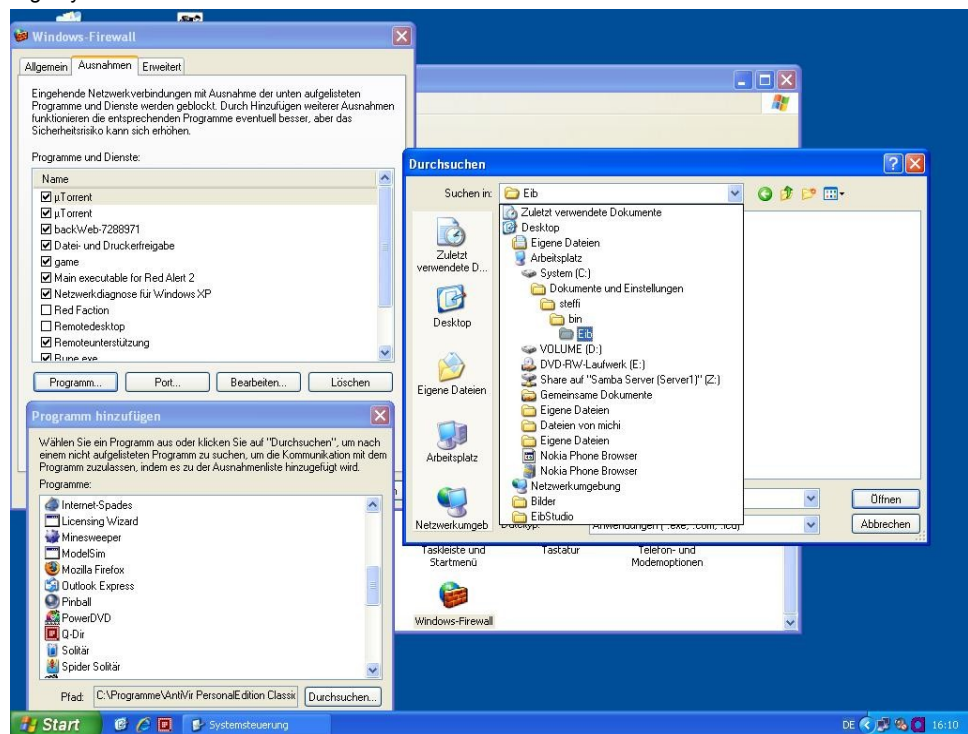 Windows-Firewall
Allgemein Ausnahmen Erweitert
Eingehende Netzwerkverbindungen mit Ausnahme der unten aufgelisteten
Programme und Dienste werden geblockt. Durch Hinzufügen weiterer Ausnahmen
funktionieren die entsprechenden Programme eventuell besser, aber das
Sicherheitsrisiko kann sich erhöhen.
Programme und Dienste:
Name
µTorrent
µTorrent
backWeb-7288971
Datei- und Druckerfreigabe
game
Main executable for Red Alert 2
Netzwerkdiagnose für Windows XP
Red Faction
Remotedesktop
Remoteunterstützung
Rune.exe
Programm... Port... Bearbeiten... Löschen
Programm hinzufügen
Wählen Sie ein Programm aus oder klicken Sie auf "Durchsuchen", um nach
einem nicht aufgelisteten Programm zu suchen, um die Kommunikation mit dem
Programm zuzulassen, indem es zu der Ausnahmenliste hinzugefügt wird.
Programme:
Internet-Spades
Licensing Wizard
Minesweeper
ModelSim
Mozilla Firefox
Outlook Express
Pinball
PowerDVD
Q-Dir
Solitär
Spider Solitär
Pfad: C:\Programme\AntiVir PersonalEdition Classic Durchsuchen...
Durchsuchen
Suchen in: Eib
Zuletzt
verwendete D...
Desktop
Eigene Dateien
Arbeitsplatz
Netzwerkumgeb
Zuletzt verwendete Dokumente
Desktop
Eigene Dateien
Arbeitsplatz
System (C:)
Dokumente und Einstellungen
steffi
bin
Eib
VOLUME (D:)
DVD-RW-Laufwerk (E:)
Share auf "Samba Server (Server1)" (Z:)
Gemeinsame Dokumente
Eigene Dateien
Dateien von michi
Eigene Dateien
Nokia Phone Browser
Nokia Phone Browser
Netzwerkumgebung
Bilder
EibStudio
Öffnen
Dateityp: Anwendungen (*.exe; *.com; *.icd) Abbrechen
Taskleiste und
Startmenü
Tastatur
Telefon- und
Modemoptionen
Windows-Firewall
Start Systemsteuerung DE 16:10